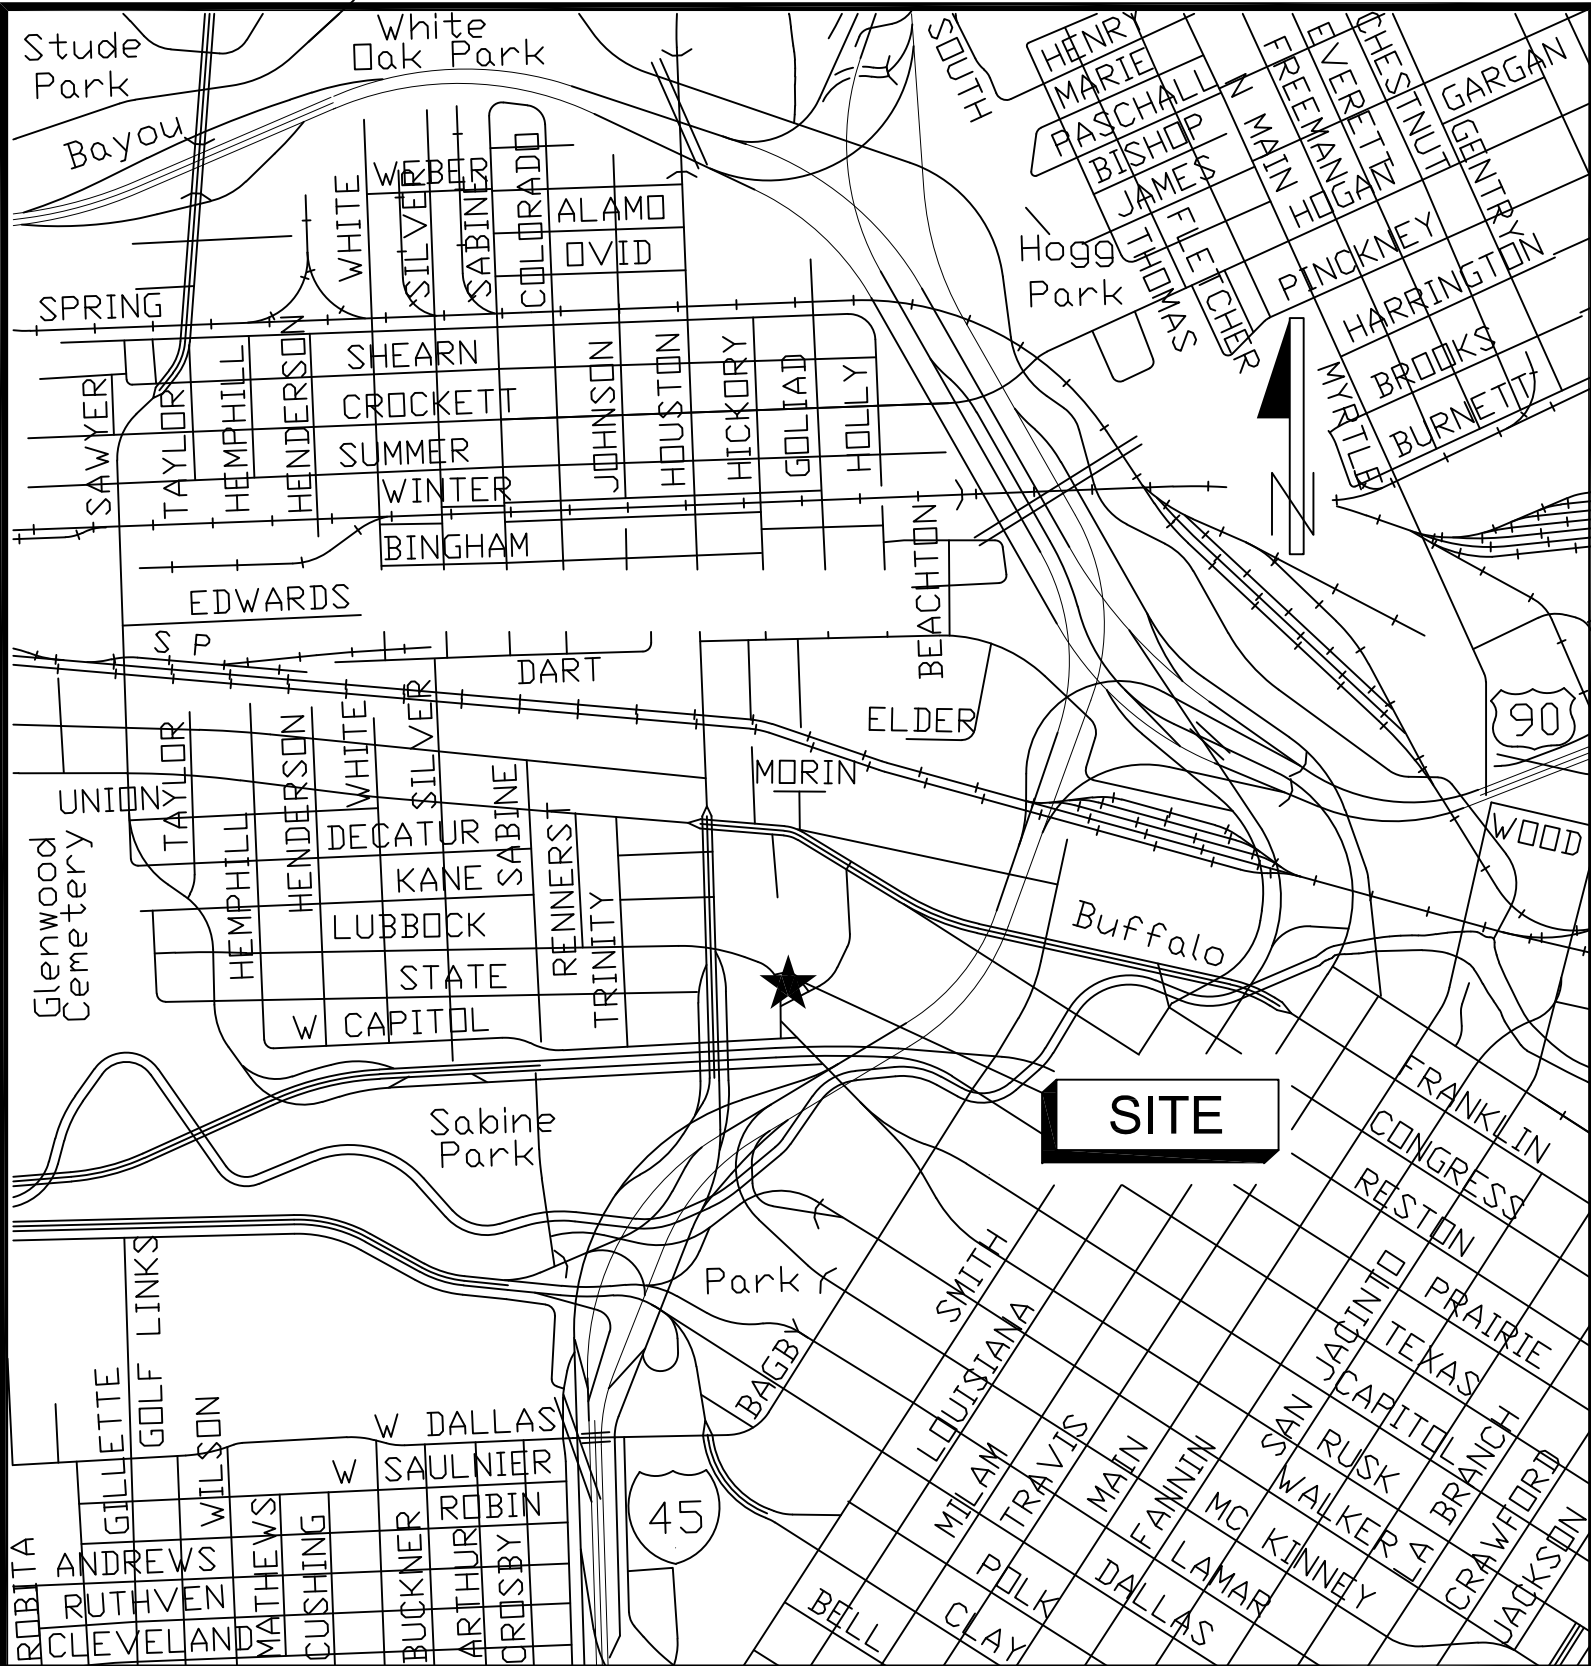 White
Oak Park
Stude
Park
Bayou
SOUTH
HENRY
MARIE
PASCHALL
BISHOP
JAMES
N MAIN
FREEMAN
EVERETT
CHESTNUT
GARGAN
GENTRY
HOGAN
FLETCHER
THOMAS
PINCKNEY
HARRINGTON
BROOKS
BURNETT
MYRTLE
Hogg
Park
WEBER
WHITE
SILVER
SABINE
COLORADO
ALAMO
OVID
SPRING
SHEARN
CROCKETT
SUMMER
WINTER
BINGHAM
SAWYER
TAYLOR
HEMPHILL
HENDERSON
JOHNSON
HOUSTON
HICKORY
GOLIAD
HOLLY
N
BEACHTON
EDWARDS
S P
DART
ELDER
MORIN
90
UNION
TAYLOR
HEMPHILL
HENDERSON
WHITE
SILVER
SABINE
RENNERST
TRINITY
DECATUR
KANE
LUBBOCK
STATE
W CAPITOL
Glenwood
Cemetery
WOOD
Buffalo
SITE
Sabine
Park
Park
FRANKLIN
CONGRESS
RESTON
PRAIRIE
TEXAS
CAPITOL
RUSK
WALKER
MC KINNEY
LAMAR
DALLAS
POLK
CLAY
BELL
BAGBY
SMITH
LOUISIANA
MILAM
TRAVIS
MAIN
FANNIN
SAN JACINTO
LA BRANCH
CRAWFORD
JACKSON
GOLF LINKS
GILLETTE
WILSON
W DALLAS
W SAULNIER
ROBIN
45
ANDREWS
RUTHVEN
CLEVELAND
ROBITA
MATHEWS
CUSHING
BUCKNER
ARTHUR
CROSBY